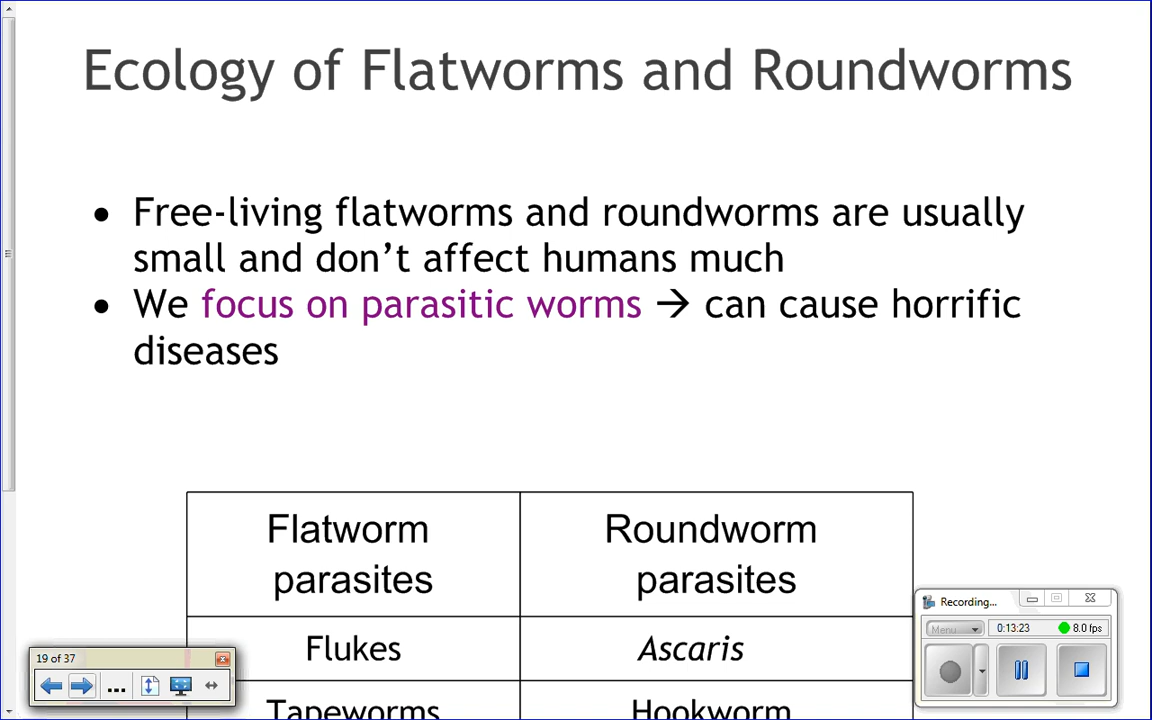 Ecology of Flatworms and Roundworms
• Free-living flatworms and roundworms are usually
small and don't affect humans much
• We focus on parasitic worms → can cause horrific
diseases
Flatworm
parasites
Roundworm
parasites
Flukes
Ascaris
Tapeworms
Hookworm
19 of 37
...
Recording...
Menu
0:13:23
8.0 fps